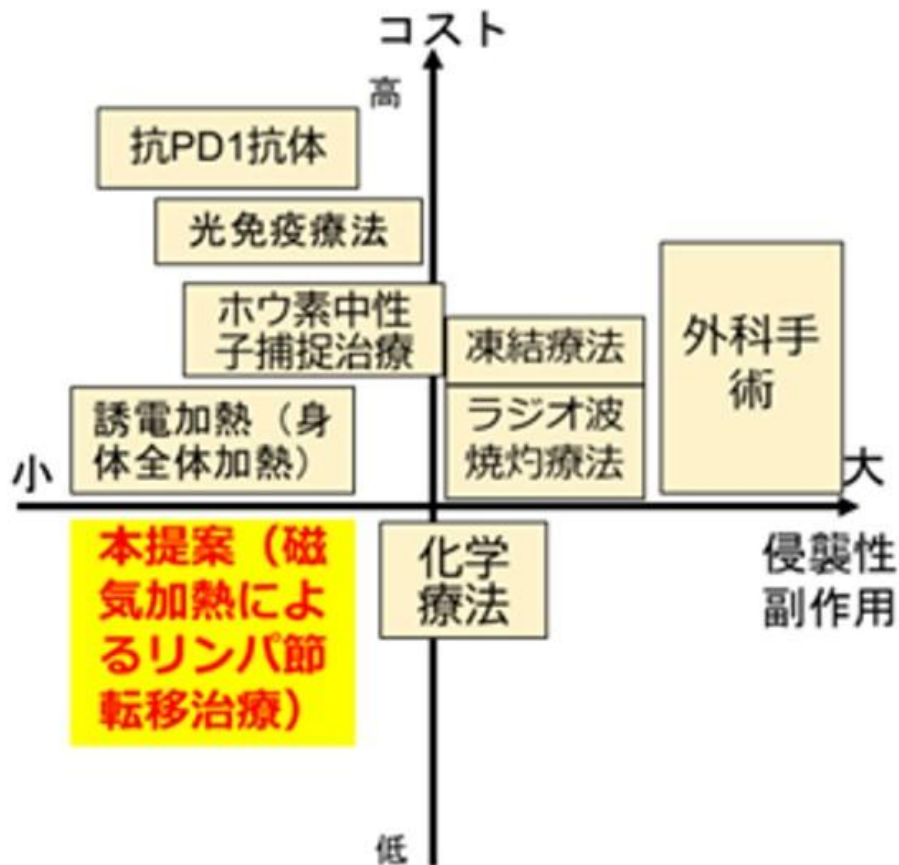 コスト
高
抗PD1抗体
光免疫療法
ホウ素中性
子捕捉治療
凍結療法
外科手
術
誘電加熱（身
体全体加熱）
ラジオ波
焼灼療法
小
大
本提案（磁
気加熱によ
るリンパ節
転移治療）
化学
療法
侵襲性
副作用
低